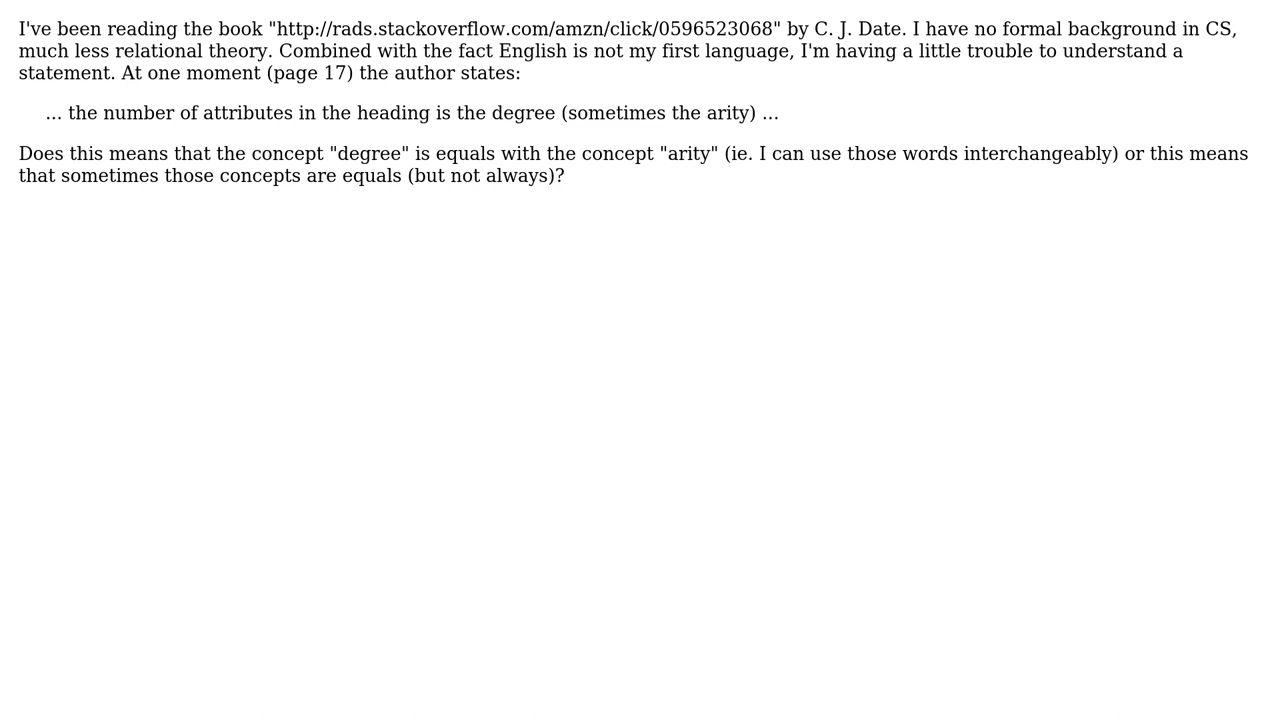 I've been reading the book "http://rads.stackoverflow.com/amzn/click/0596523068" by C. J. Date. I have no formal background in CS,
much less relational theory. Combined with the fact English is not my first language, I'm having a little trouble to understand a
statement. At one moment (page 17) the author states:
... the number of attributes in the heading is the degree (sometimes the arity) ...
Does this means that the concept "degree" is equals with the concept "arity" (ie. I can use those words interchangeably) or this means
that sometimes those concepts are equals (but not always)?